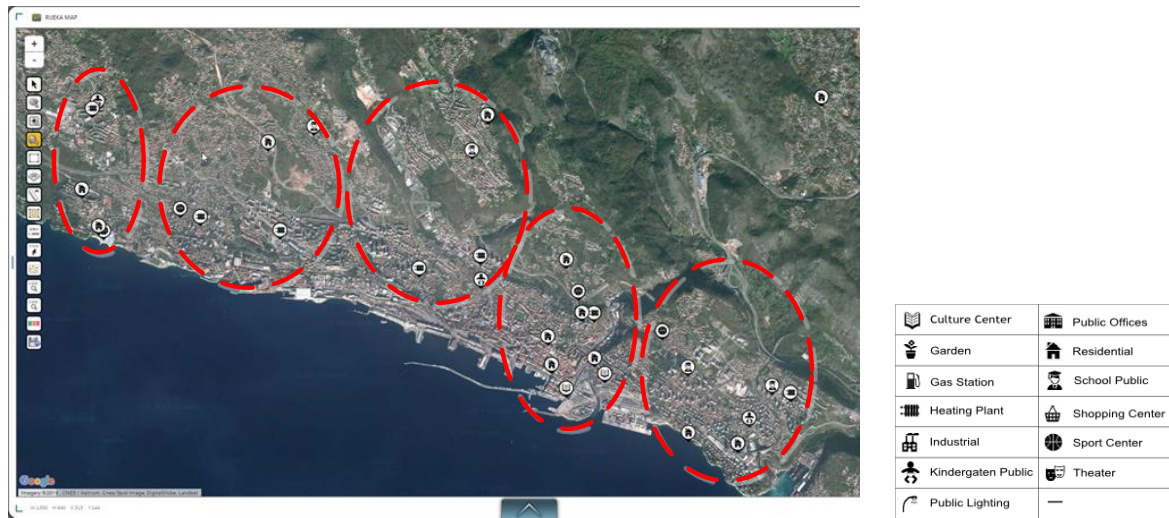 RIJEKA MAP
+
-
Google
Culture Center
Public Offices
Garden
Residential
Gas Station
School Public
Heating Plant
Shopping Center
Industrial
Sport Center
Kindergaten Public
Theater
Public Lighting
—